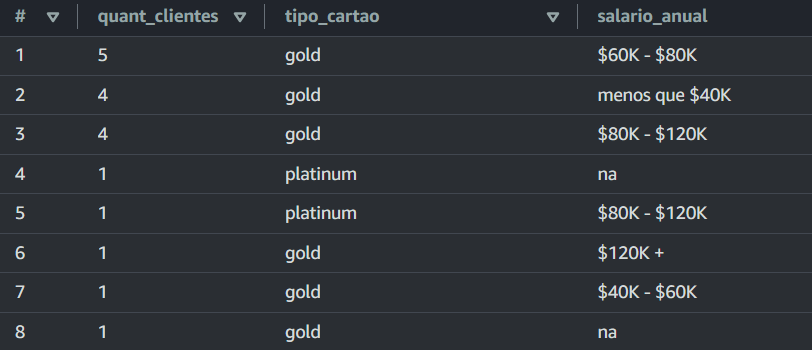 # quant_clientes tipo_cartao salario_anual
1 5 gold $60K - $80K
2 4 gold menos que $40K
3 4 gold $80K - $120K
4 1 platinum na
5 1 platinum $80K - $120K
6 1 gold $120K +
7 1 gold $40K - $60K
8 1 gold na